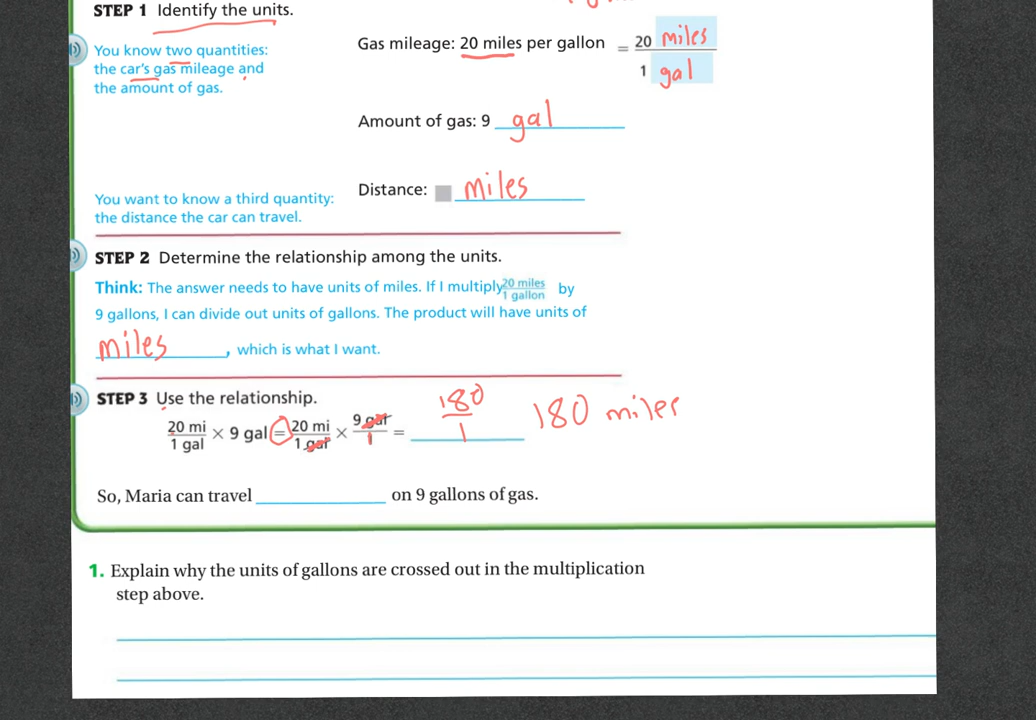 STEP 1 Identify the units.
You know two quantities:
the car's gas mileage and
the amount of gas.
Gas mileage: 20 miles per gallon = 20 miles
1 gal
Amount of gas: 9 gal
You want to know a third quantity:
the distance the car can travel.
Distance: miles
STEP 2 Determine the relationship among the units.
Think: The answer needs to have units of miles. If I multiply 20 miles / 1 gallon by
9 gallons, I can divide out units of gallons. The product will have units of
miles, which is what I want.
STEP 3 Use the relationship.
20 mi / 1 gal × 9 gal = 20 mi / 1 gal × 9 gal / 1 = 180 / 1 180 miles
So, Maria can travel on 9 gallons of gas.
1. Explain why the units of gallons are crossed out in the multiplication
step above.